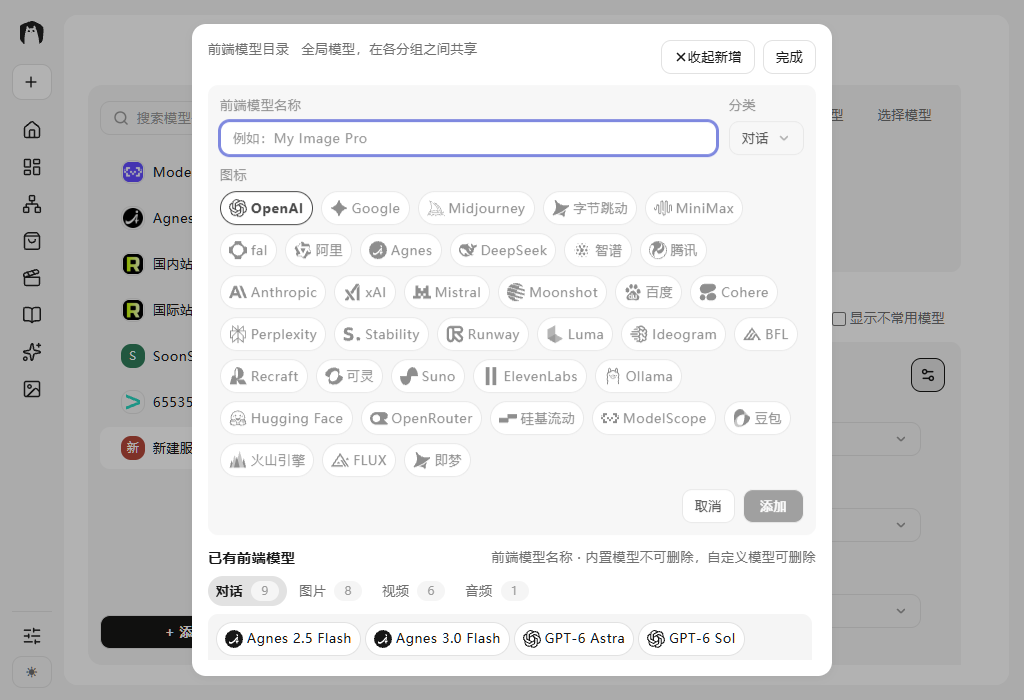 前端模型目录 全局模型，在各分组之间共享
✕收起新增
完成
前端模型名称
分类
例如：My Image Pro
对话
图标
OpenAI
Google
Midjourney
字节跳动
MiniMax
fal
阿里
Agnes
DeepSeek
智谱
腾讯
Anthropic
xAI
Mistral
Moonshot
百度
Cohere
Perplexity
Stability
Runway
Luma
Ideogram
BFL
Recraft
可灵
Suno
ElevenLabs
Ollama
Hugging Face
OpenRouter
硅基流动
ModelScope
豆包
火山引擎
FLUX
即梦
取消
添加
已有前端模型
前端模型名称 · 内置模型不可删除，自定义模型可删除
对话 9
图片 8
视频 6
音频 1
Agnes 2.5 Flash
Agnes 3.0 Flash
GPT-6 Astra
GPT-6 Sol
搜索模型
Mode
Agnes
国内站
国际站
S
SoonS
65535
新
新建服
+ 添
型
选择模型
显示不常用模型